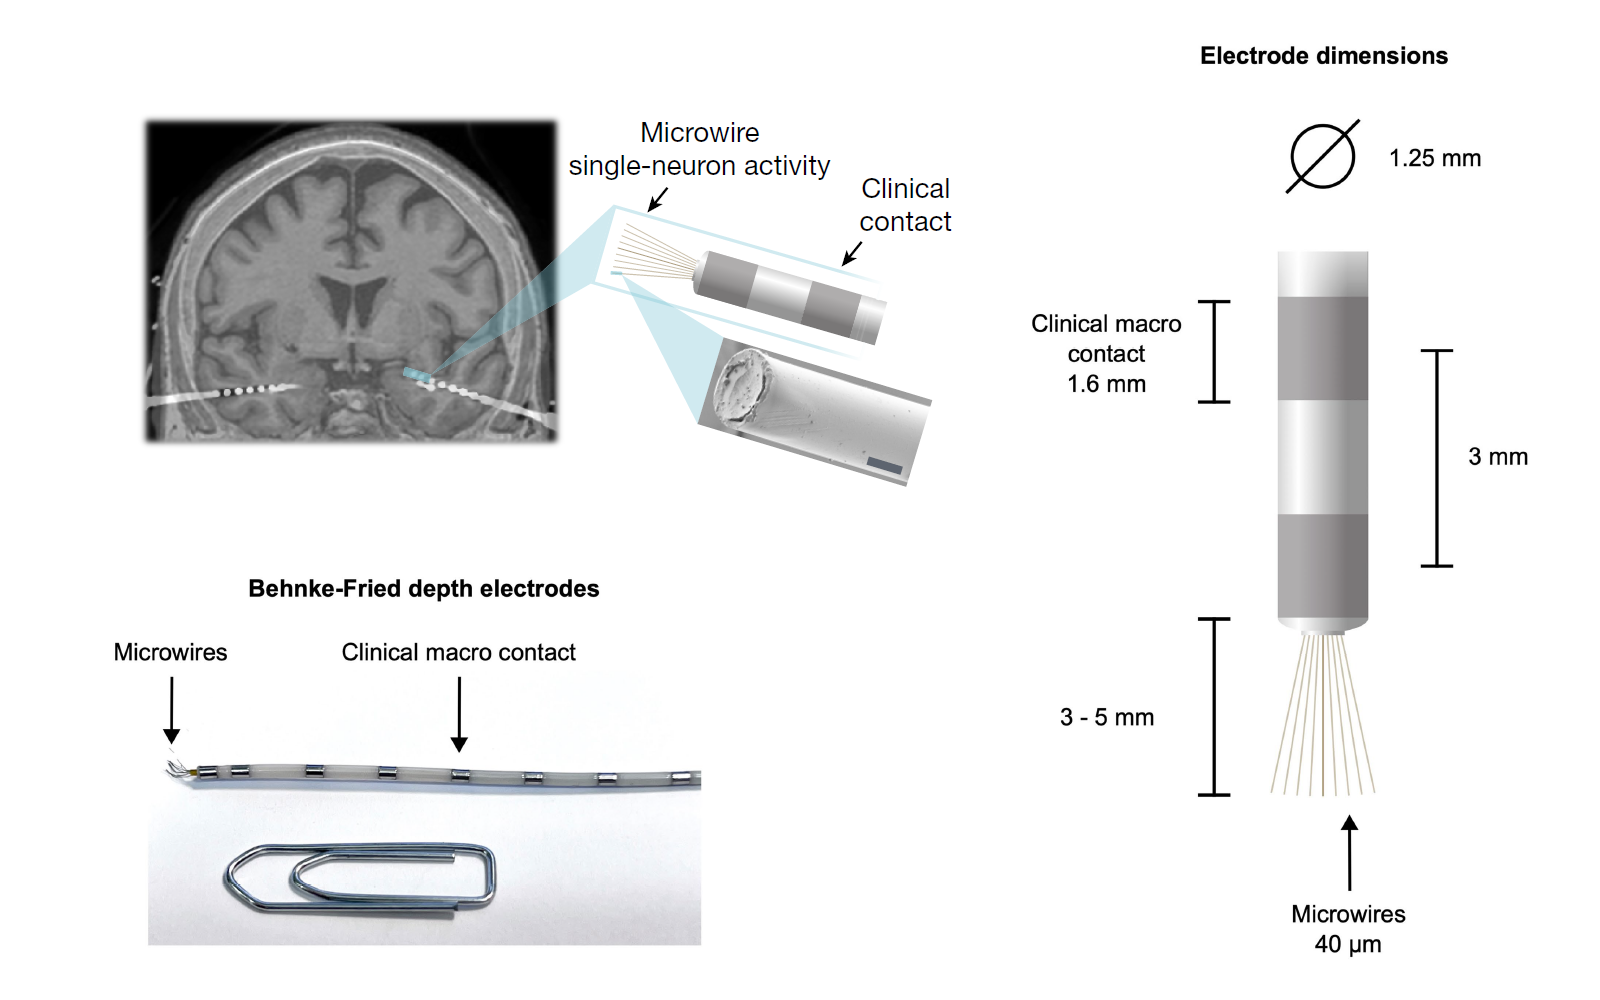 Electrode dimensions
1.25 mm
Microwire
single-neuron activity
Clinical
contact
Clinical macro
contact
1.6 mm
3 mm
Behnke-Fried depth electrodes
Microwires
Clinical macro contact
3 - 5 mm
Microwires
40 μm